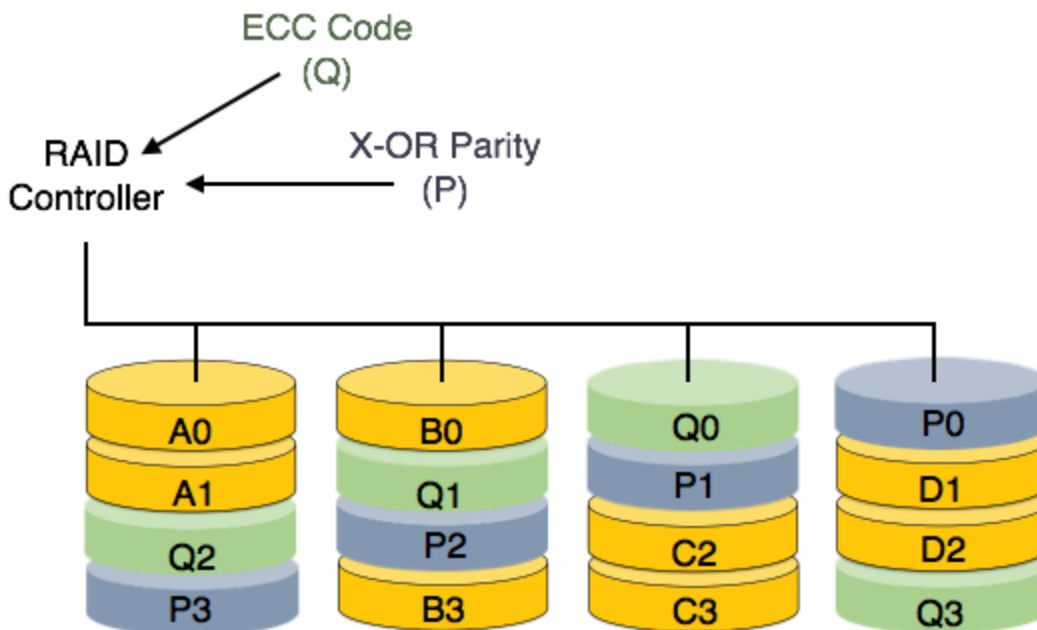 ECC Code
(Q)
X-OR Parity
(P)
RAID
Controller
A0
B0
Q0
P0
A1
Q1
P1
D1
Q2
P2
C2
D2
P3
B3
C3
Q3